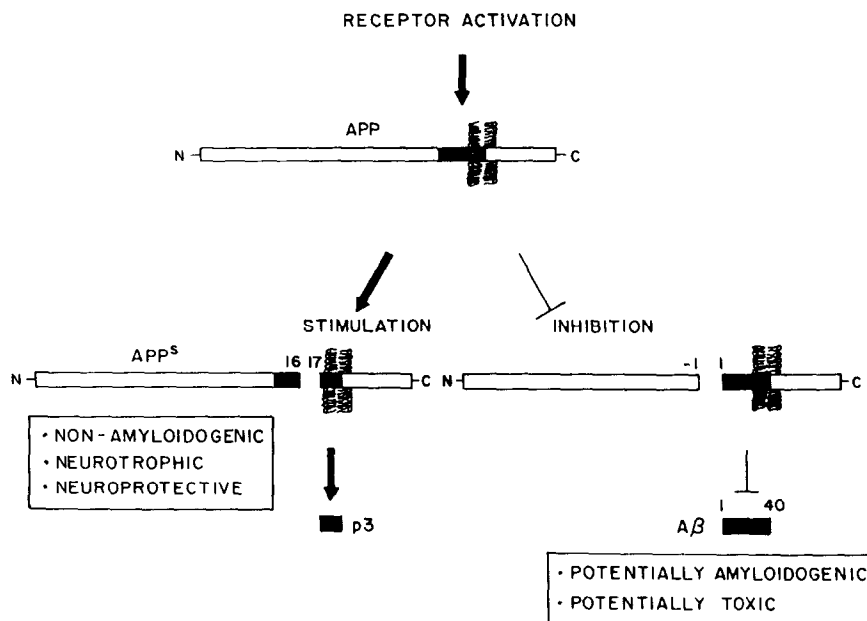 RECEPTOR ACTIVATION
APP
N
C
STIMULATION
INHIBITION
APPˢ
16 17
-1 1
N
C
N
C
• NON-AMYLOIDOGENIC
• NEUROTROPHIC
• NEUROPROTECTIVE
p3
1 40
Aβ
• POTENTIALLY AMYLOIDOGENIC
• POTENTIALLY TOXIC